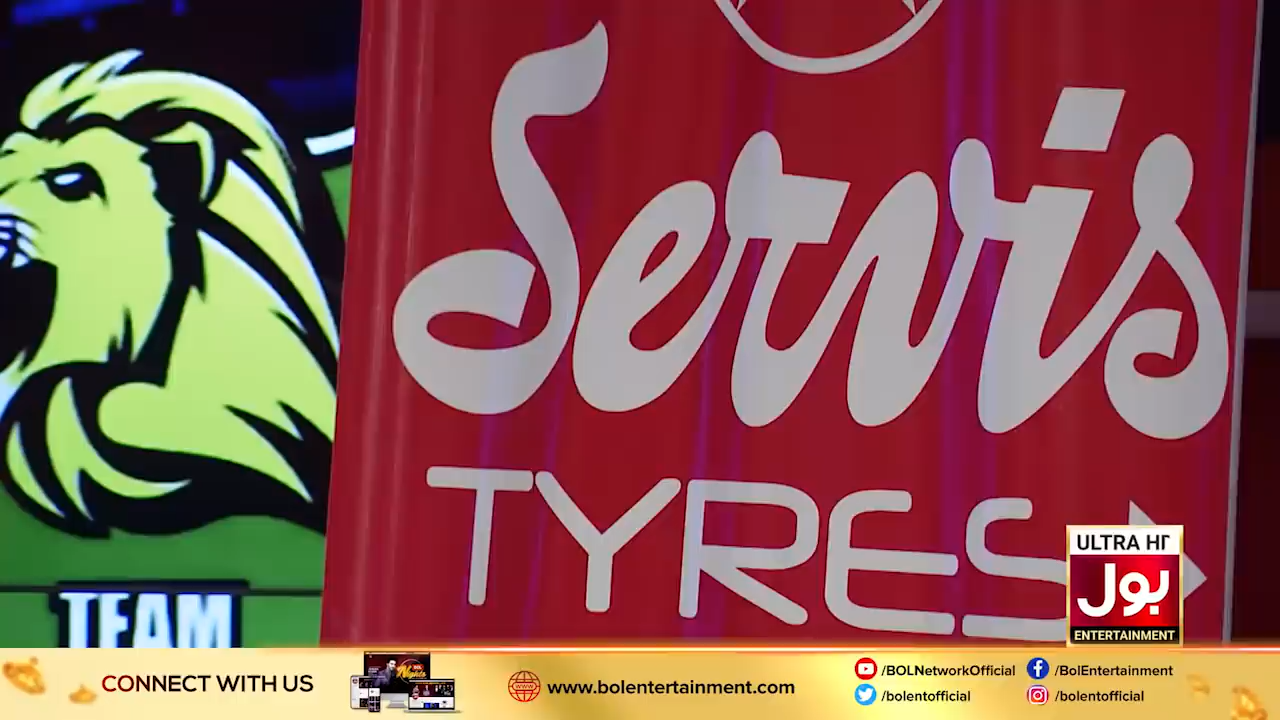 Servis
TYRES
TEAM
ULTRA HD
بول
ENTERTAINMENT
CONNECT WITH US
www.bolentertainment.com
/BOLNetworkOfficial
/BolEntertainment
/bolentofficial
/bolentofficial